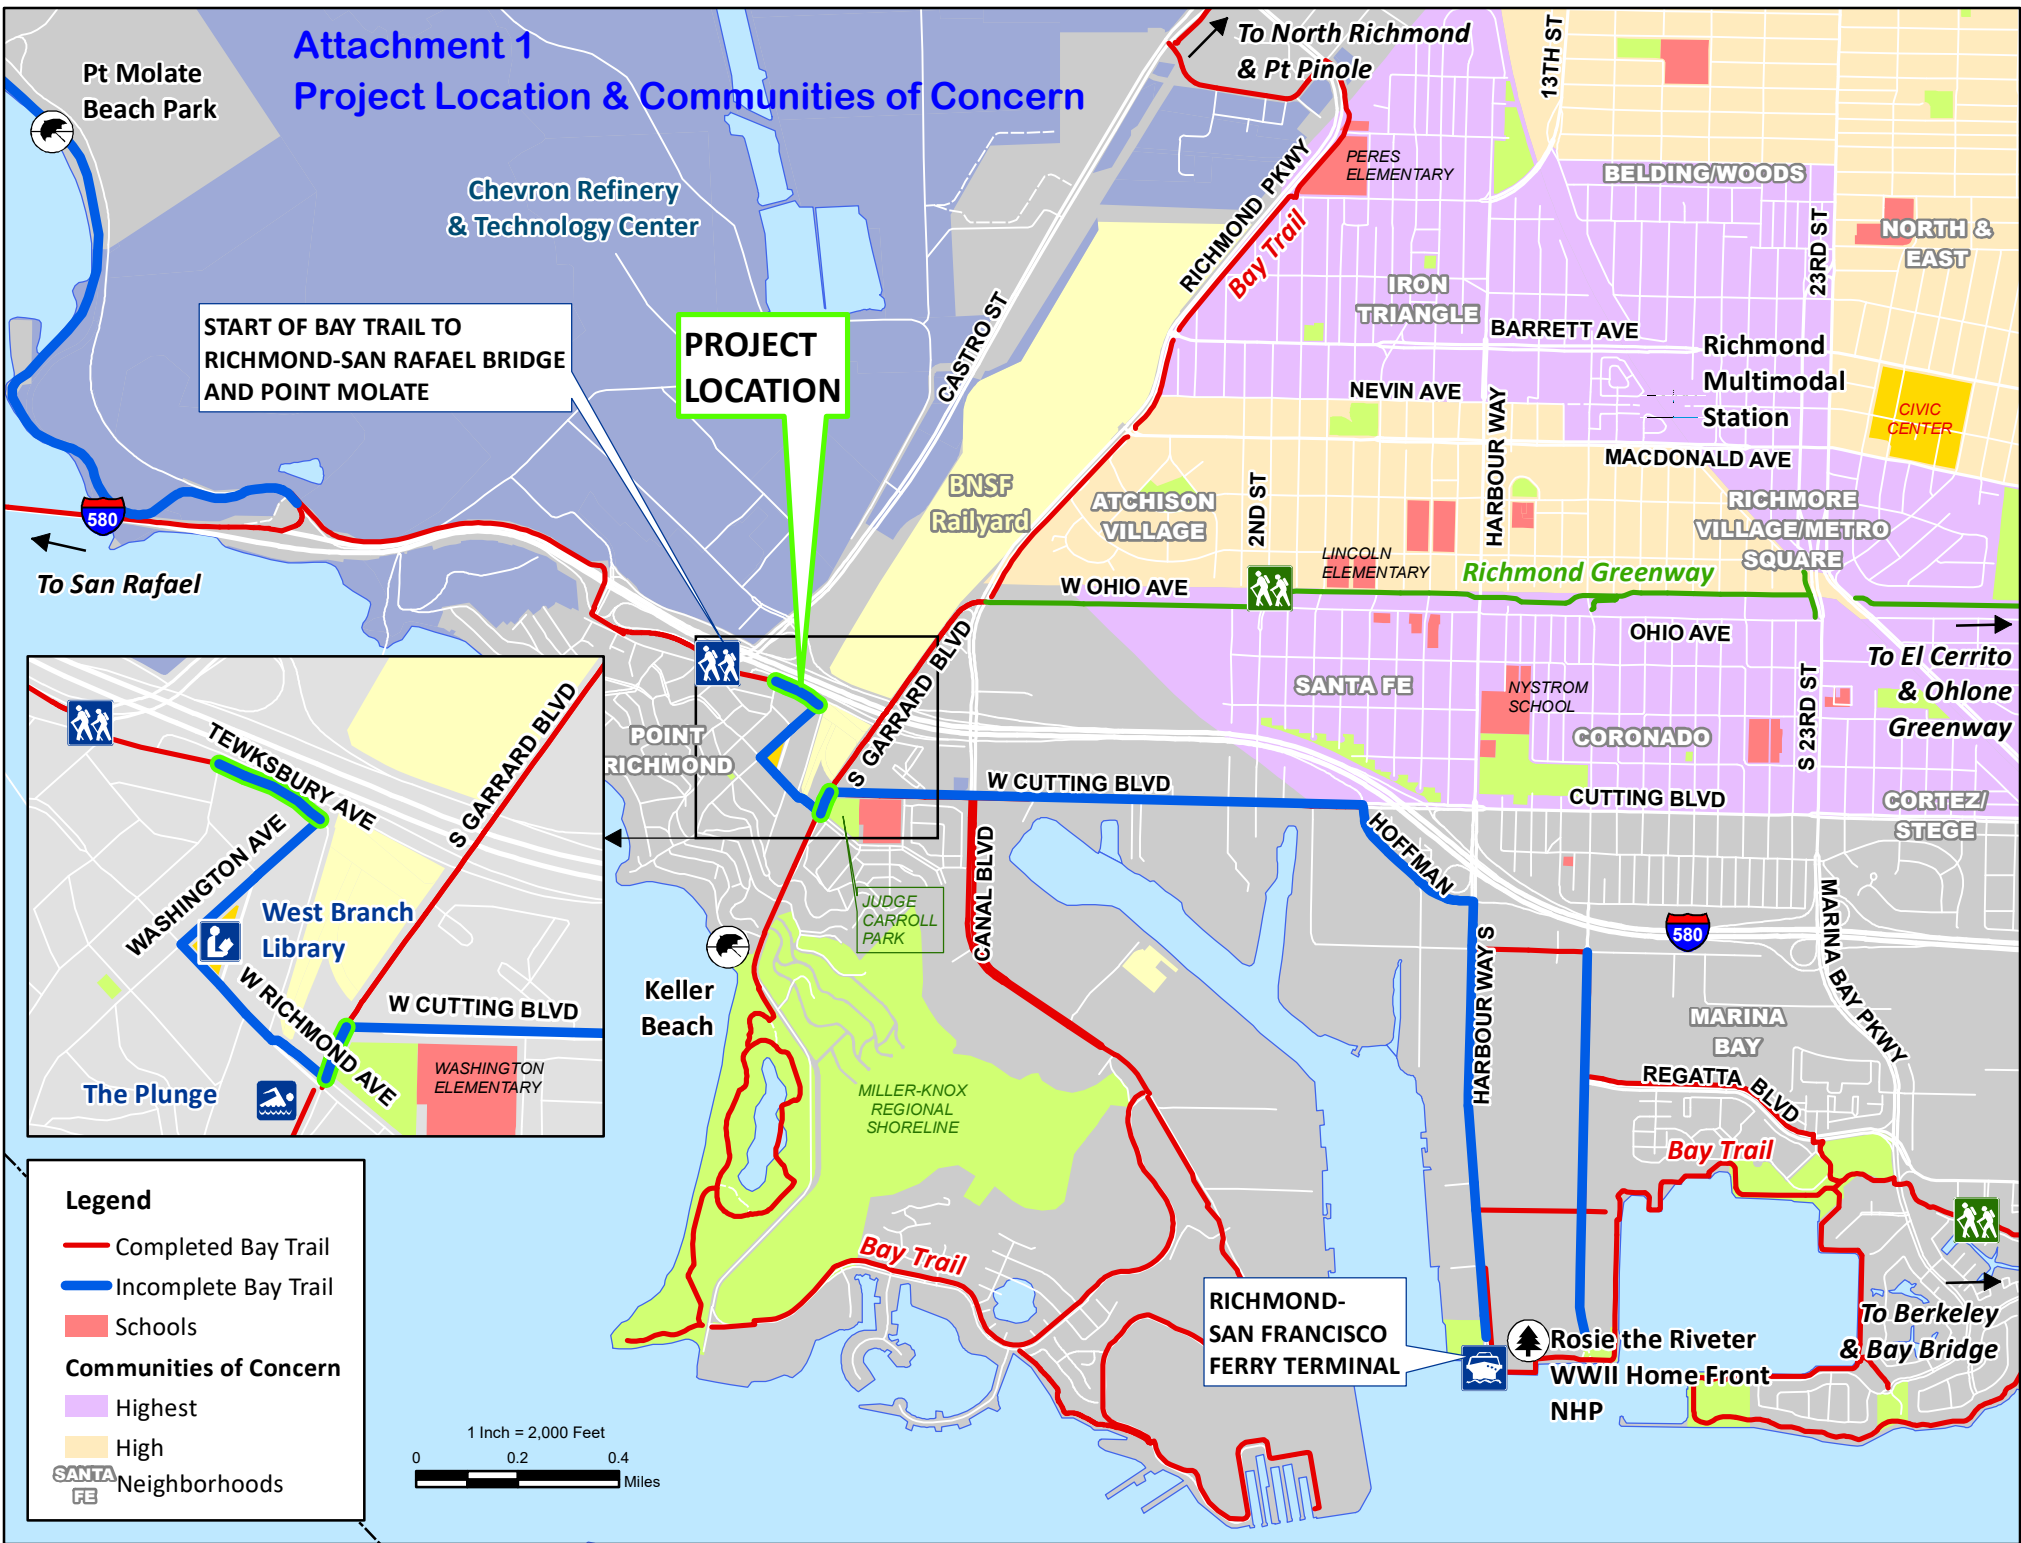 Attachment 1
Project Location & Communities of Concern
Pt Molate
Beach Park
To North Richmond
& Pt Pinole
13TH ST
Chevron Refinery
& Technology Center
PERES
ELEMENTARY
BELDING/WOODS
RICHMOND PKWY
Bay Trail
23RD ST
NORTH &
EAST
START OF BAY TRAIL TO
RICHMOND-SAN RAFAEL BRIDGE
AND POINT MOLATE
PROJECT
LOCATION
CASTRO ST
IRON
TRIANGLE
BARRETT AVE
Richmond
Multimodal
Station
NEVIN AVE
HARBOUR WAY
CIVIC
CENTER
MACDONALD AVE
BNSF
Railyard
ATCHISON
VILLAGE
2ND ST
RICHMORE
VILLAGE/METRO
SQUARE
580
To San Rafael
LINCOLN
ELEMENTARY
Richmond Greenway
W OHIO AVE
OHIO AVE
To El Cerrito
& Ohlone
Greenway
S GARRARD BLVD
SANTA FE
NYSTROM
SCHOOL
CORONADO
S 23RD ST
POINT
RICHMOND
W CUTTING BLVD
CUTTING BLVD
CORTEZ/
STEGE
HOFFMAN
CANAL BLVD
JUDGE
CARROLL
PARK
580
MARINA BAY PKWY
HARBOUR WAY S
Keller
Beach
MARINA
BAY
REGATTA BLVD
MILLER-KNOX
REGIONAL
SHORELINE
Bay Trail
Bay Trail
RICHMOND-
SAN FRANCISCO
FERRY TERMINAL
Rosie the Riveter
WWII Home Front
NHP
To Berkeley
& Bay Bridge
TEWKSBURY AVE
S GARRARD BLVD
WASHINGTON AVE
West Branch
Library
W RICHMOND AVE
W CUTTING BLVD
WASHINGTON
ELEMENTARY
The Plunge
Legend
Completed Bay Trail
Incomplete Bay Trail
Schools
Communities of Concern
Highest
High
SANTA
FE
Neighborhoods
1 Inch = 2,000 Feet
0 0.2 0.4
Miles